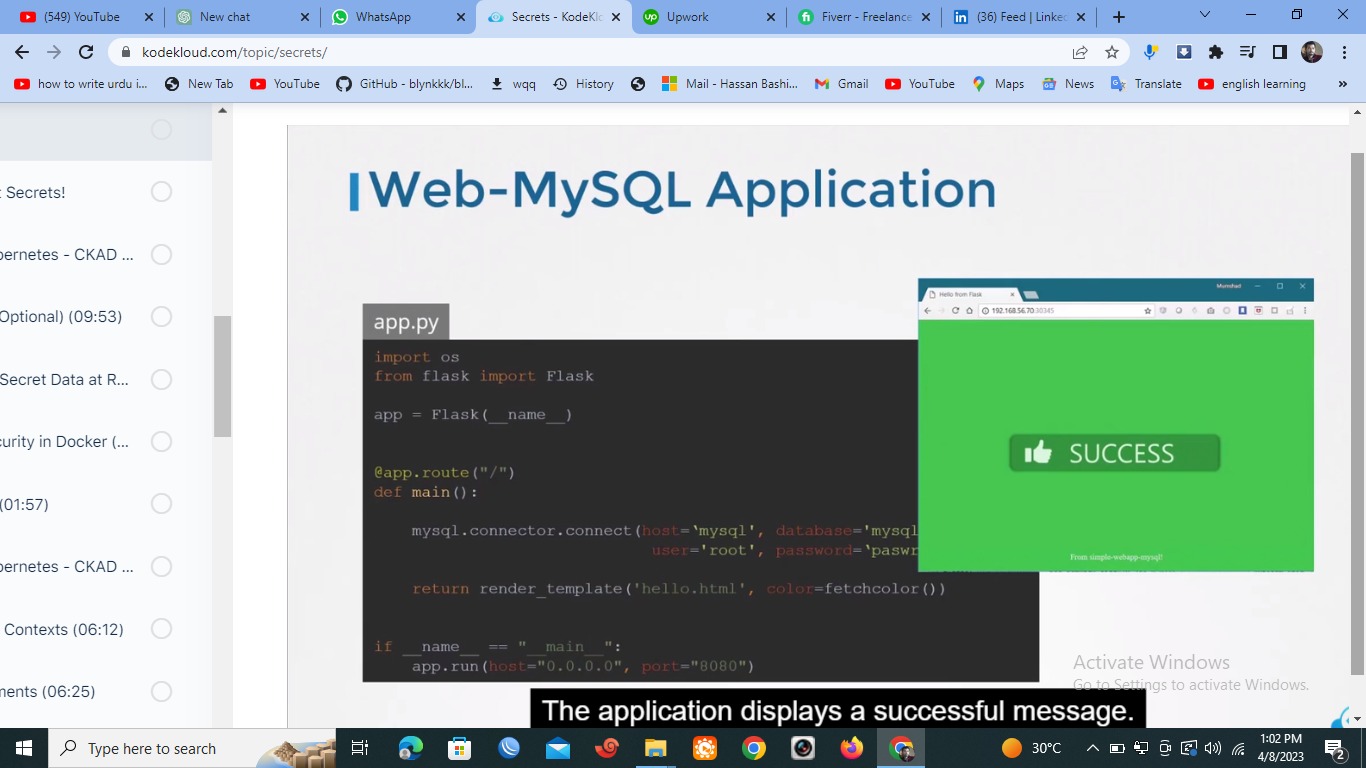 (549) YouTube
New chat
WhatsApp
Secrets - KodeKlo
Upwork
Fiverr - Freelance
(36) Feed | Linke
kodekloud.com/topic/secrets/
how to write urdu i...
New Tab
YouTube
GitHub - blynkkk/bl...
wqq
History
Mail - Hassan Bashi...
Gmail
YouTube
Maps
News
Translate
english learning
»
Secrets!
ernetes - CKAD ...
Optional) (09:53)
Secret Data at R...
urity in Docker (...
(01:57)
ernetes - CKAD ...
Contexts (06:12)
ments (06:25)
Web-MySQL Application
app.py
import os
from flask import Flask
app = Flask(__name__)
@app.route("/")
def main():
mysql.connector.connect(host=‘mysql', database='mysql
user='root', password=‘paswr
return render_template('hello.html', color=fetchcolor())
if __name__ == "__main__":
app.run(host="0.0.0.0", port="8080")
Mumshad
Hello from Flask
192.168.56.70:30345
SUCCESS
From simple-webapp-mysql!
Activate Windows
Go to Settings to activate Windows.
The application displays a successful message.
Type here to search
30°C
1:02 PM
4/8/2023
2